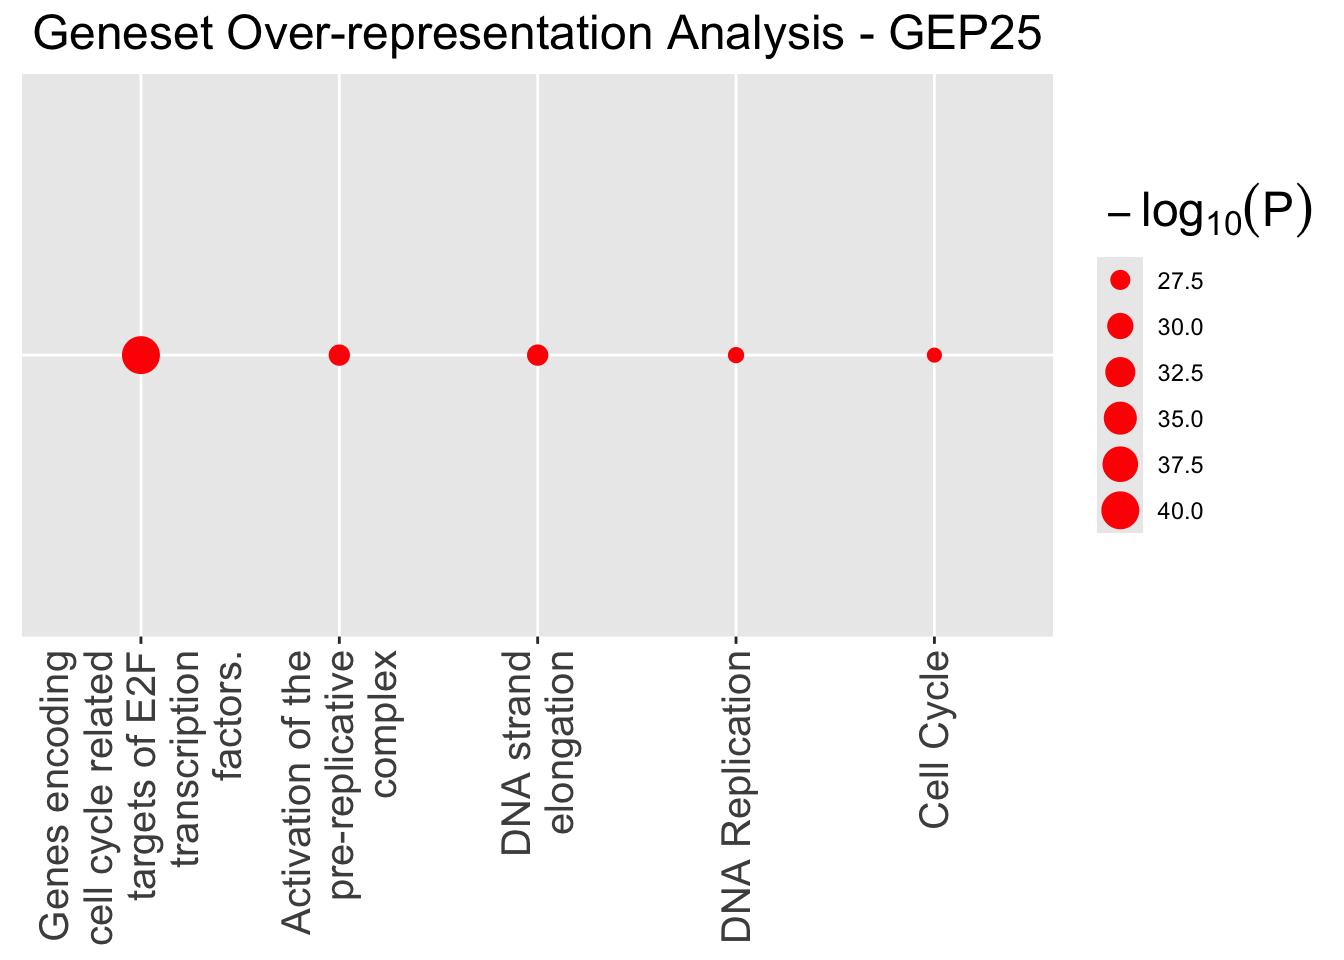 Geneset Over-representation Analysis - GEP25
− log10(P)
27.5
30.0
32.5
35.0
37.5
40.0
Genes encoding
cell cycle related
targets of E2F
transcription
factors.
Activation of the
pre-replicative
complex
DNA strand
elongation
DNA Replication
Cell Cycle